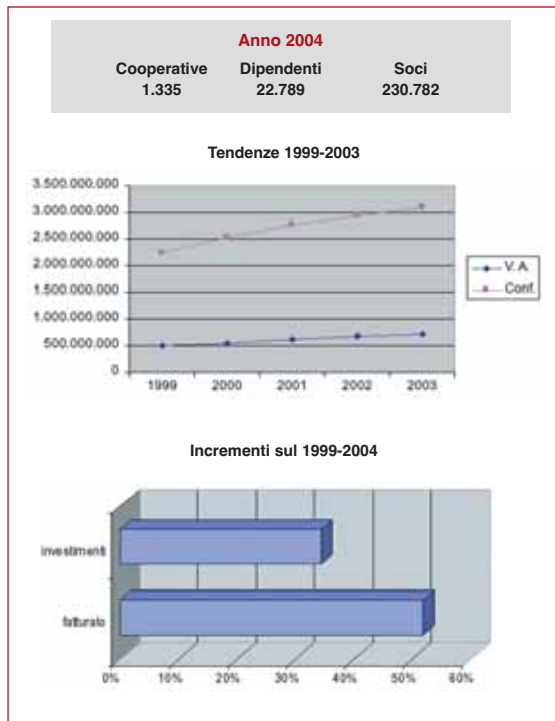 Anno 2004
Cooperative Dipendenti Soci
1.335 22.789 230.782
Tendenze 1999-2003
3.500.000.000
3.000.000.000
2.500.000.000
2.000.000.000
1.500.000.000
1.000.000.000
500.000.000
0
1999 2000 2001 2002 2003
V. A.
Conf.
Incrementi sul 1999-2004
investimenti
fatturato
0% 10% 20% 30% 40% 50% 60%